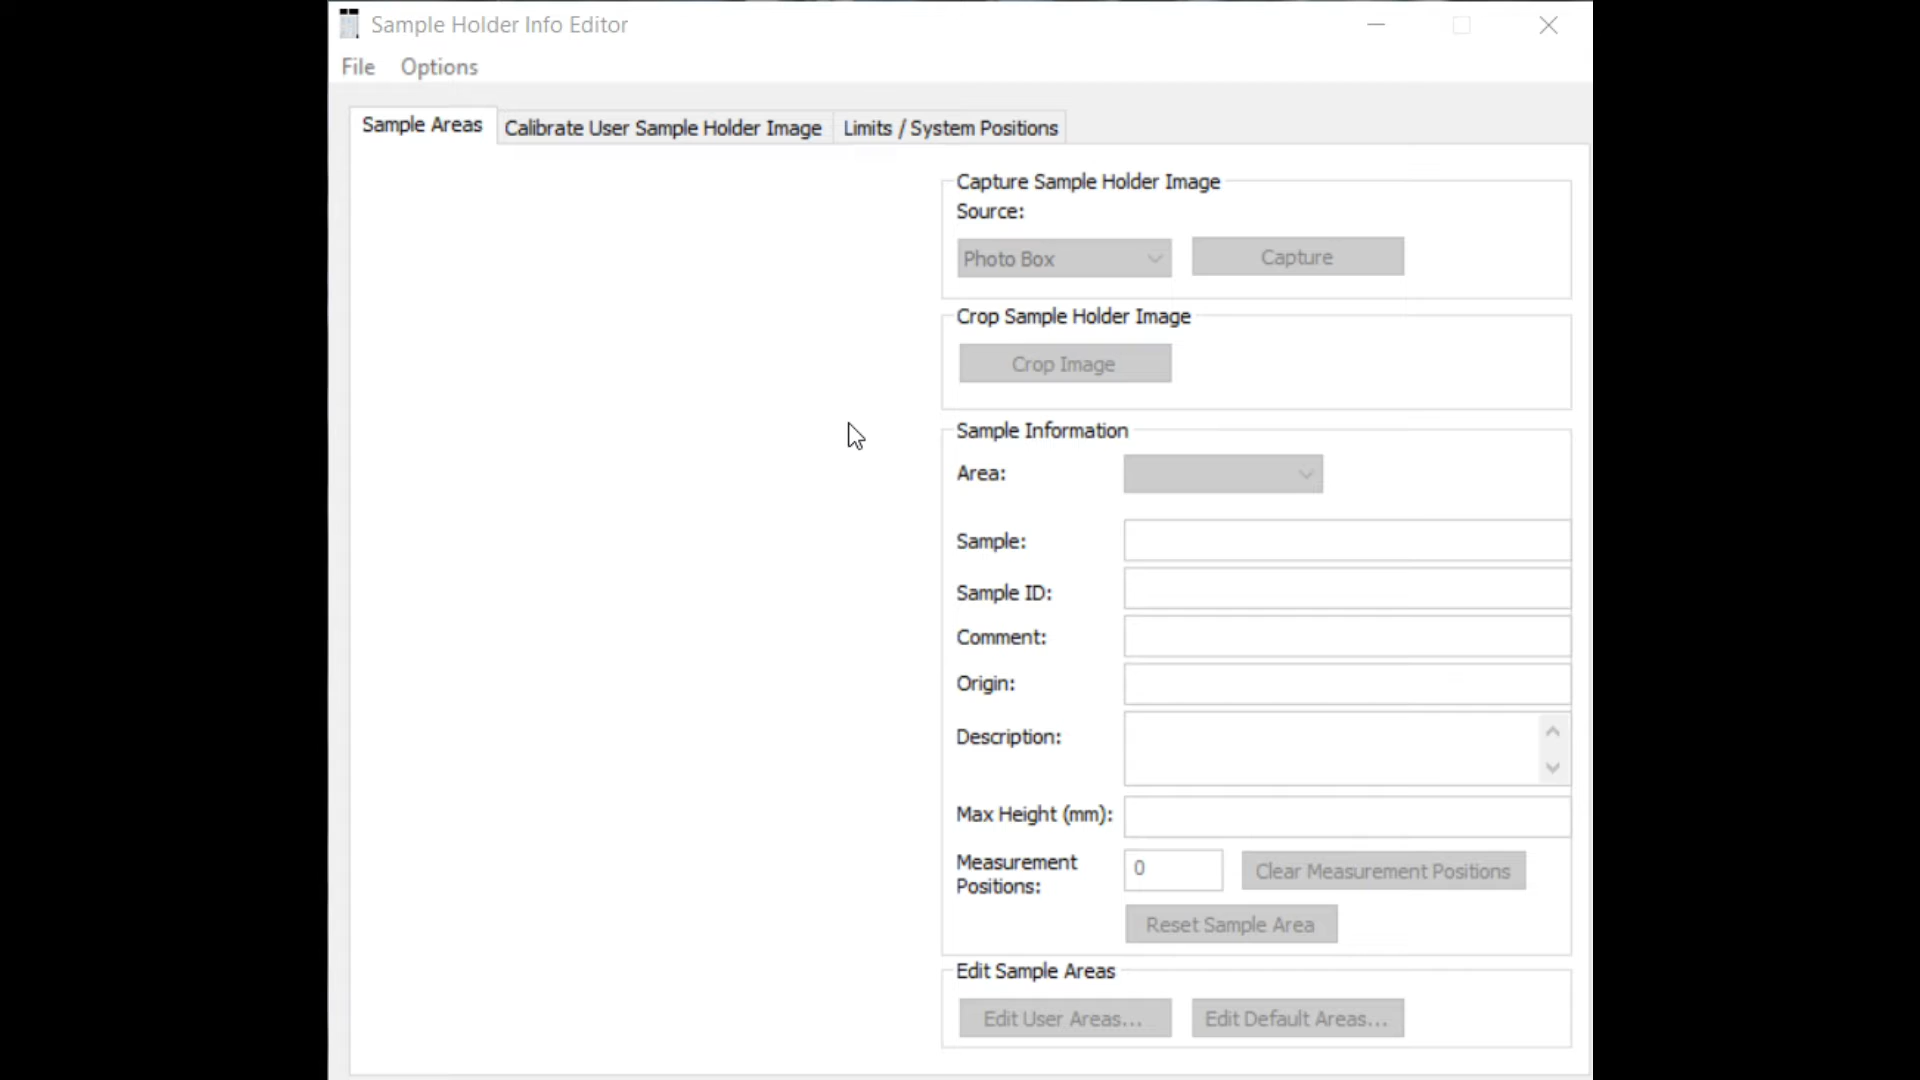 Sample Holder Info Editor
File Options
Sample Areas Calibrate User Sample Holder Image Limits / System Positions
Capture Sample Holder Image
Source:
Photo Box Capture
Crop Sample Holder Image
Crop Image
Sample Information
Area:
Sample:
Sample ID:
Comment:
Origin:
Description:
Max Height (mm):
Measurement
Positions:
0 Clear Measurement Positions
Reset Sample Area
Edit Sample Areas
Edit User Areas... Edit Default Areas...